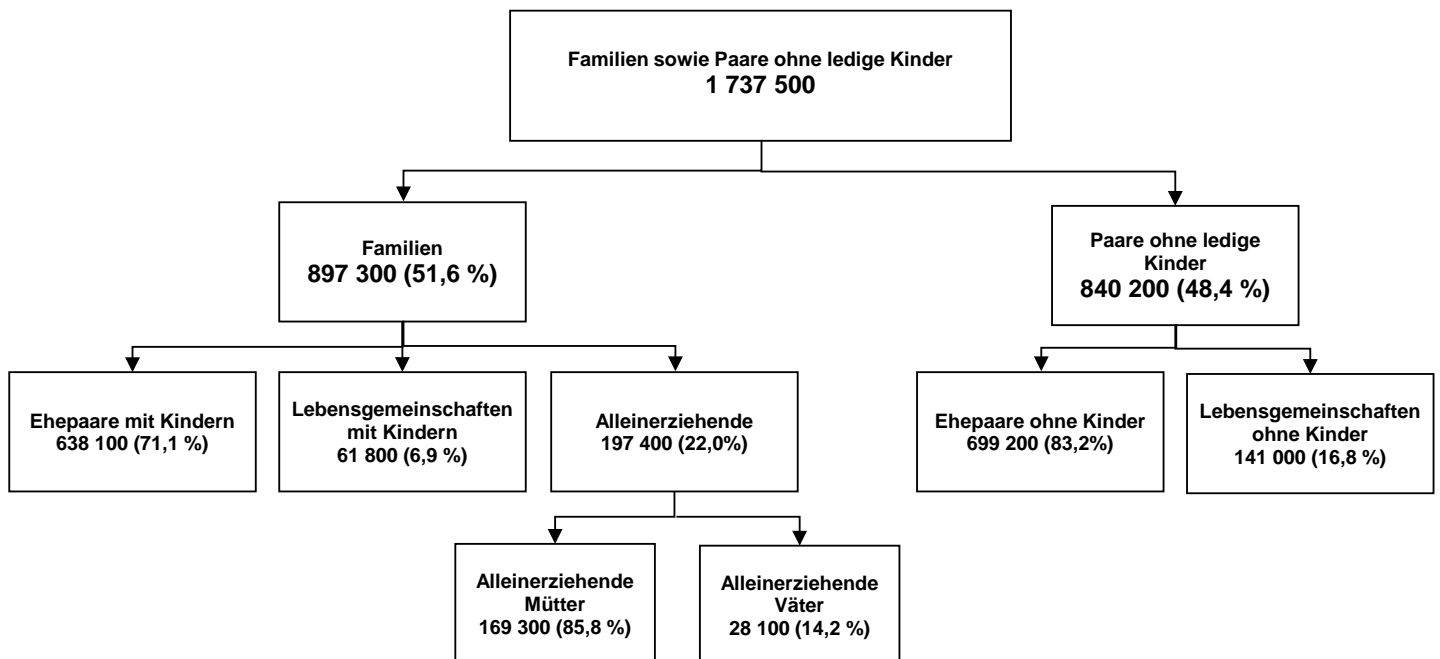 Familien sowie Paare ohne ledige Kinder
1 737 500
Familien
897 300 (51,6 %)
Paare ohne ledige
Kinder
840 200 (48,4 %)
Ehepaare mit Kindern
638 100 (71,1 %)
Lebensgemeinschaften
mit Kindern
61 800 (6,9 %)
Alleinerziehende
197 400 (22,0%)
Ehepaare ohne Kinder
699 200 (83,2%)
Lebensgemeinschaften
ohne Kinder
141 000 (16,8 %)
Alleinerziehende
Mütter
169 300 (85,8 %)
Alleinerziehende
Väter
28 100 (14,2 %)